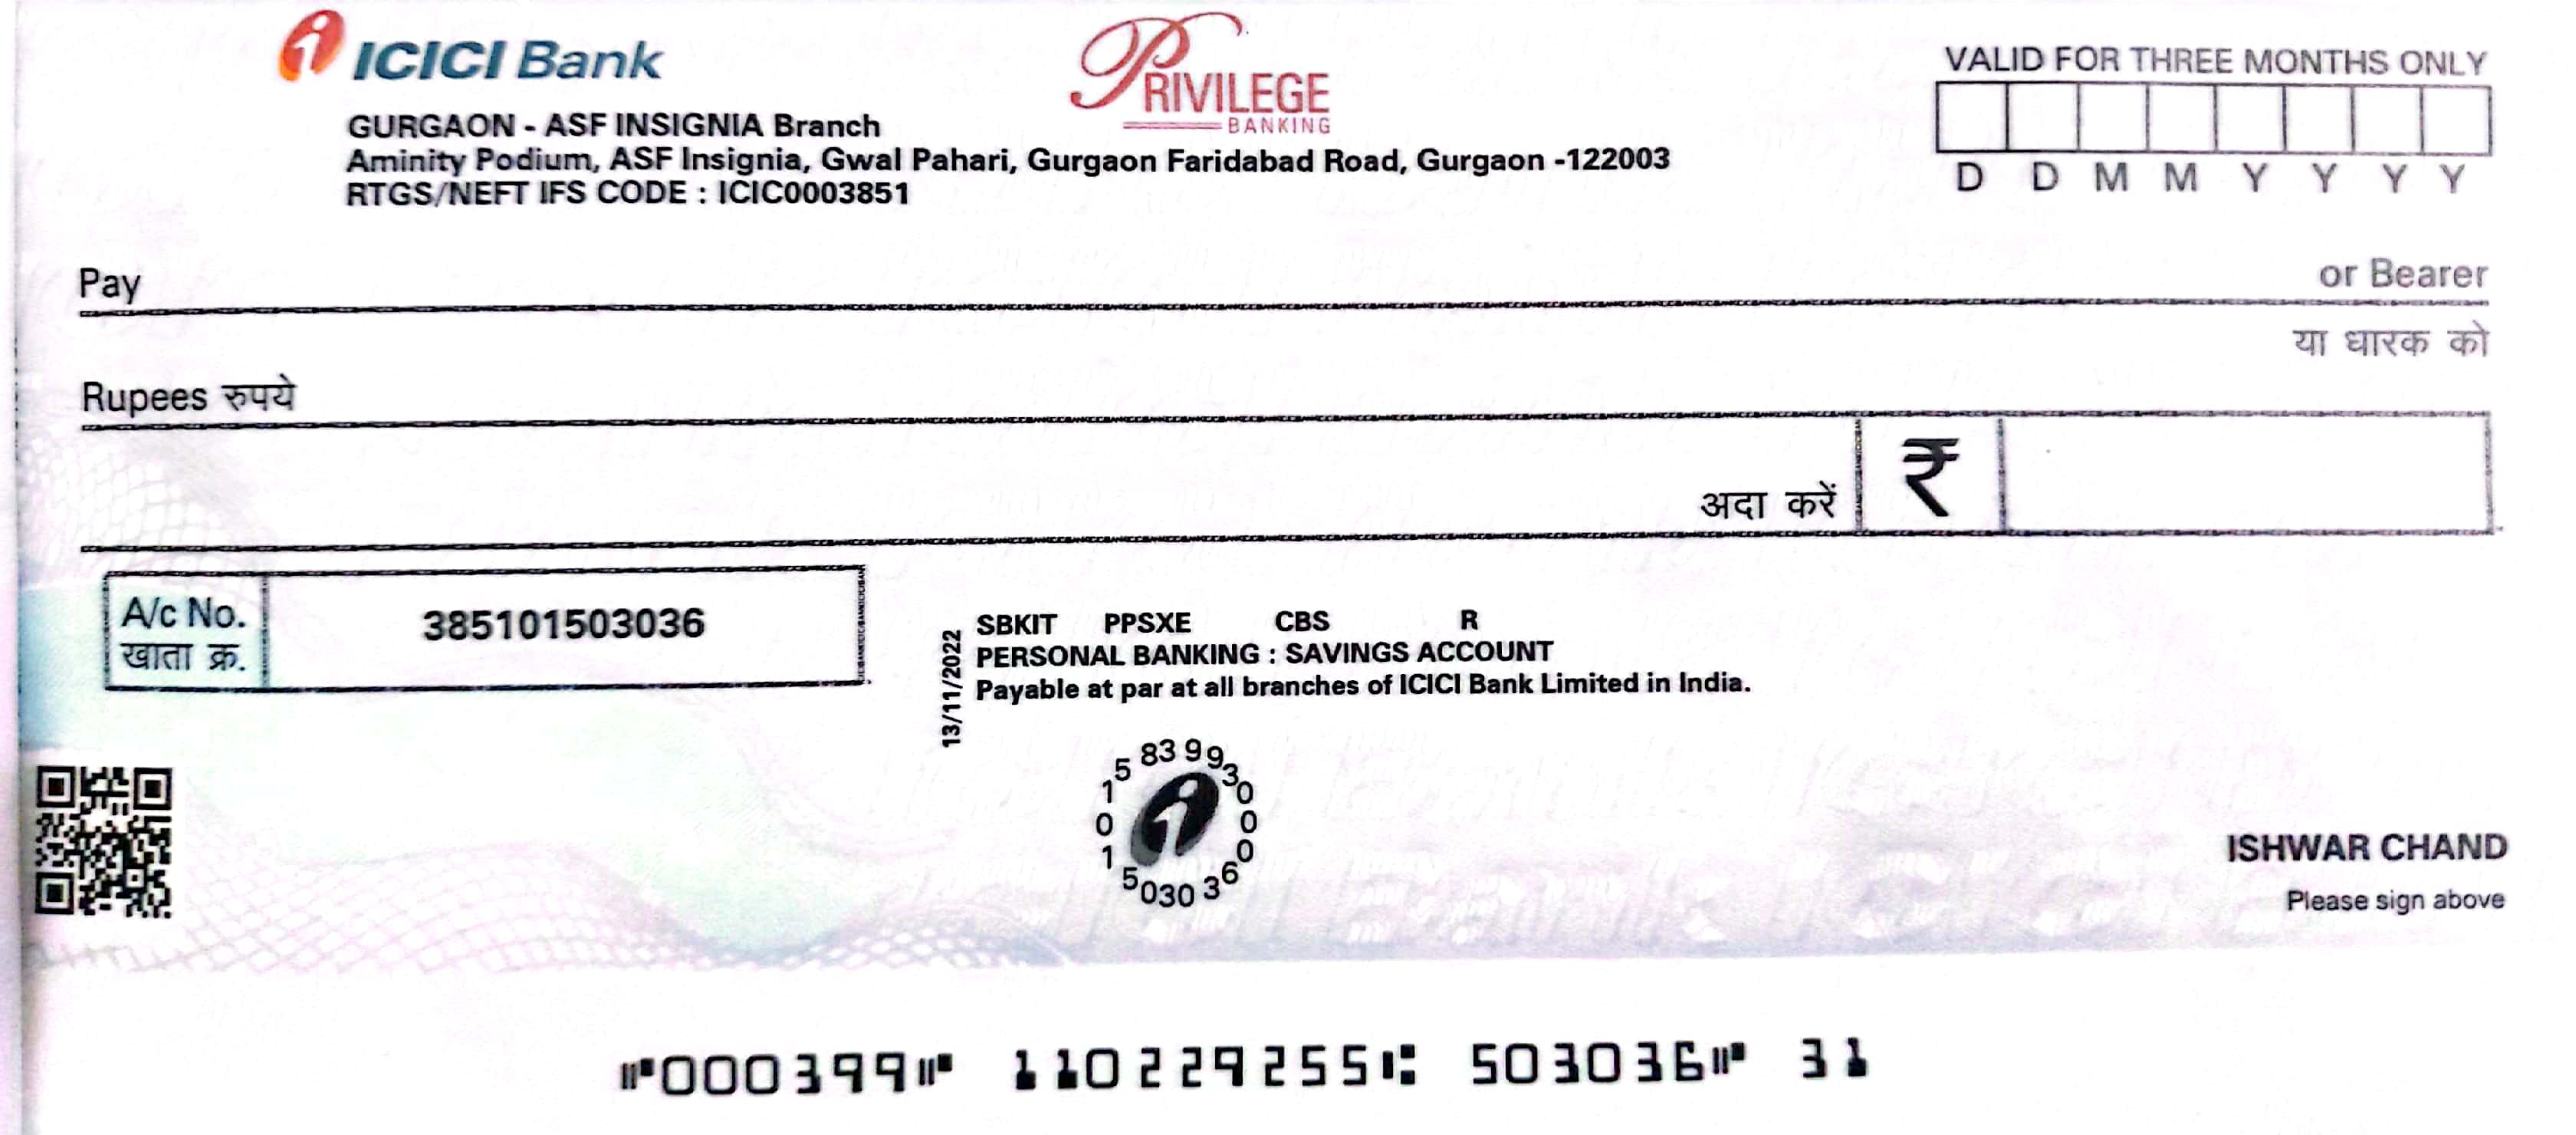 ICICI Bank
PRIVILEGE
BANKING
VALID FOR THREE MONTHS ONLY
D D M M Y Y Y Y
GURGAON - ASF INSIGNIA Branch
Aminity Podium, ASF Insignia, Gwal Pahari, Gurgaon Faridabad Road, Gurgaon -122003
RTGS/NEFT IFS CODE : ICIC0003851
Pay
or Bearer
या धारक को
Rupees रुपये
अदा करें
₹
A/c No.
खाता क्र.
385101503036
13/11/2022
SBKIT PPSXE CBS R
PERSONAL BANKING : SAVINGS ACCOUNT
Payable at par at all branches of ICICI Bank Limited in India.
ISHWAR CHAND
Please sign above
⑈000399⑈ 110229255⑆ 503036⑈ 31